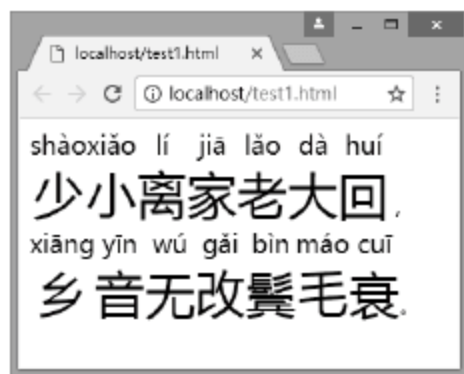 localhost/test1.html
localhost/test1.html
shàoxiǎo lí jiā lǎo dà huí
少小离家老大回,
xiāng yīn wú gǎi bìn máo cuī
乡音无改鬓毛衰。